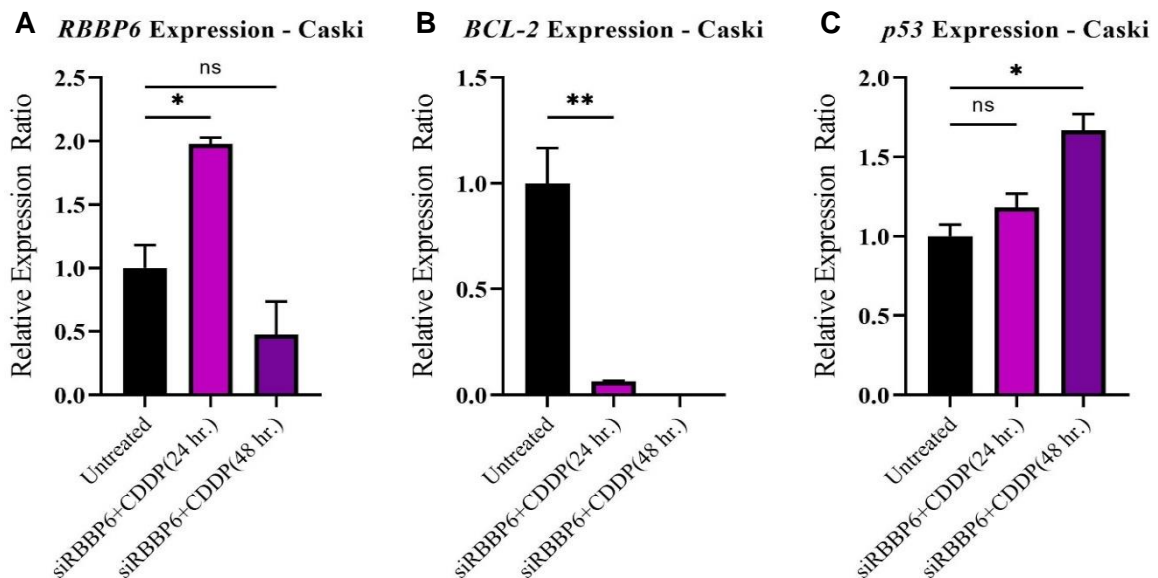 A RBBP6 Expression - Caski
Relative Expression Ratio
2.5
2.0
1.5
1.0
0.5
0.0
ns
*
Untreated
siRBBP6+CDDP(24 hr.)
siRBBP6+CDDP(48 hr.)
B BCL-2 Expression - Caski
Relative Expression Ratio
1.5
1.0
0.5
0.0
**
Untreated
siRBBP6+CDDP(24 hr.)
siRBBP6+CDDP(48 hr.)
C p53 Expression - Caski
Relative Expression Ratio
2.0
1.5
1.0
0.5
0.0
*
ns
Untreated
siRBBP6+CDDP(24 hr.)
siRBBP6+CDDP(48 hr.)